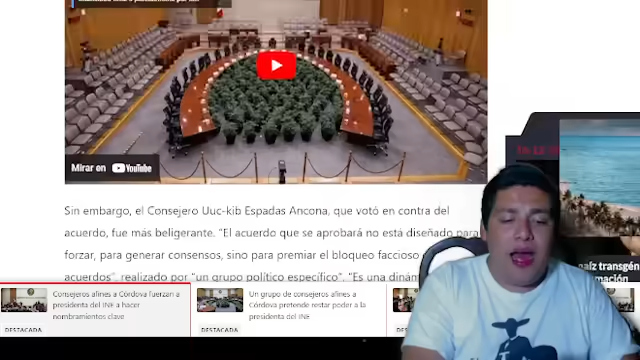 Mirar en YouTube
Sin embargo, el Consejero Uuc-kib Espadas Ancona, que votó en contra del
acuerdo, fue más beligerante. "El acuerdo que se aprobará no está diseñado para
forzar, para generar consensos, sino para premiar el bloqueo faccioso
acuerdos", realizado por "un grupo político específico". "Es una
Consejeros afines a Córdova fuerzan a
presidenta del INE a hacer
nombramientos clave
DESTACADA
Un grupo de consejeros afines a
Córdova pretende restar poder a la
presidenta del INE
DESTACADA
DESTACADA